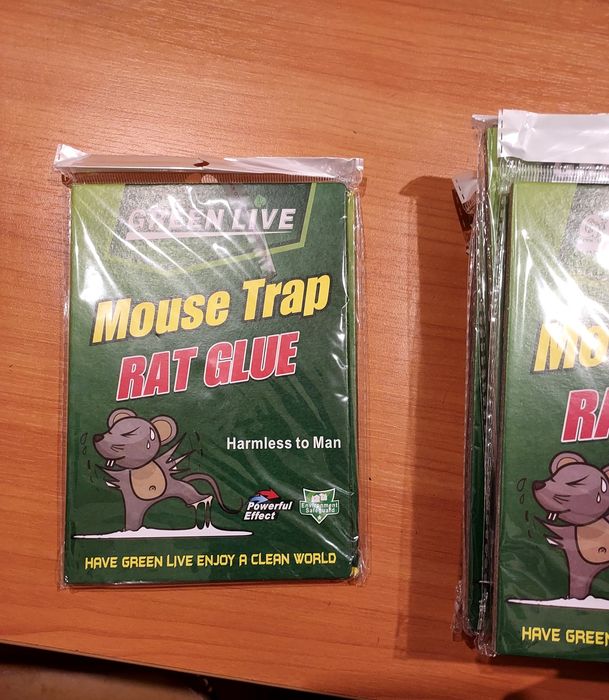 GREEN LIVE
Mouse Trap
RAT GLUE
Harmless to Man
Powerful
Effect
Environment
Safeguard
HAVE GREEN LIVE ENJOY A CLEAN WORLD
HAVE GREEN